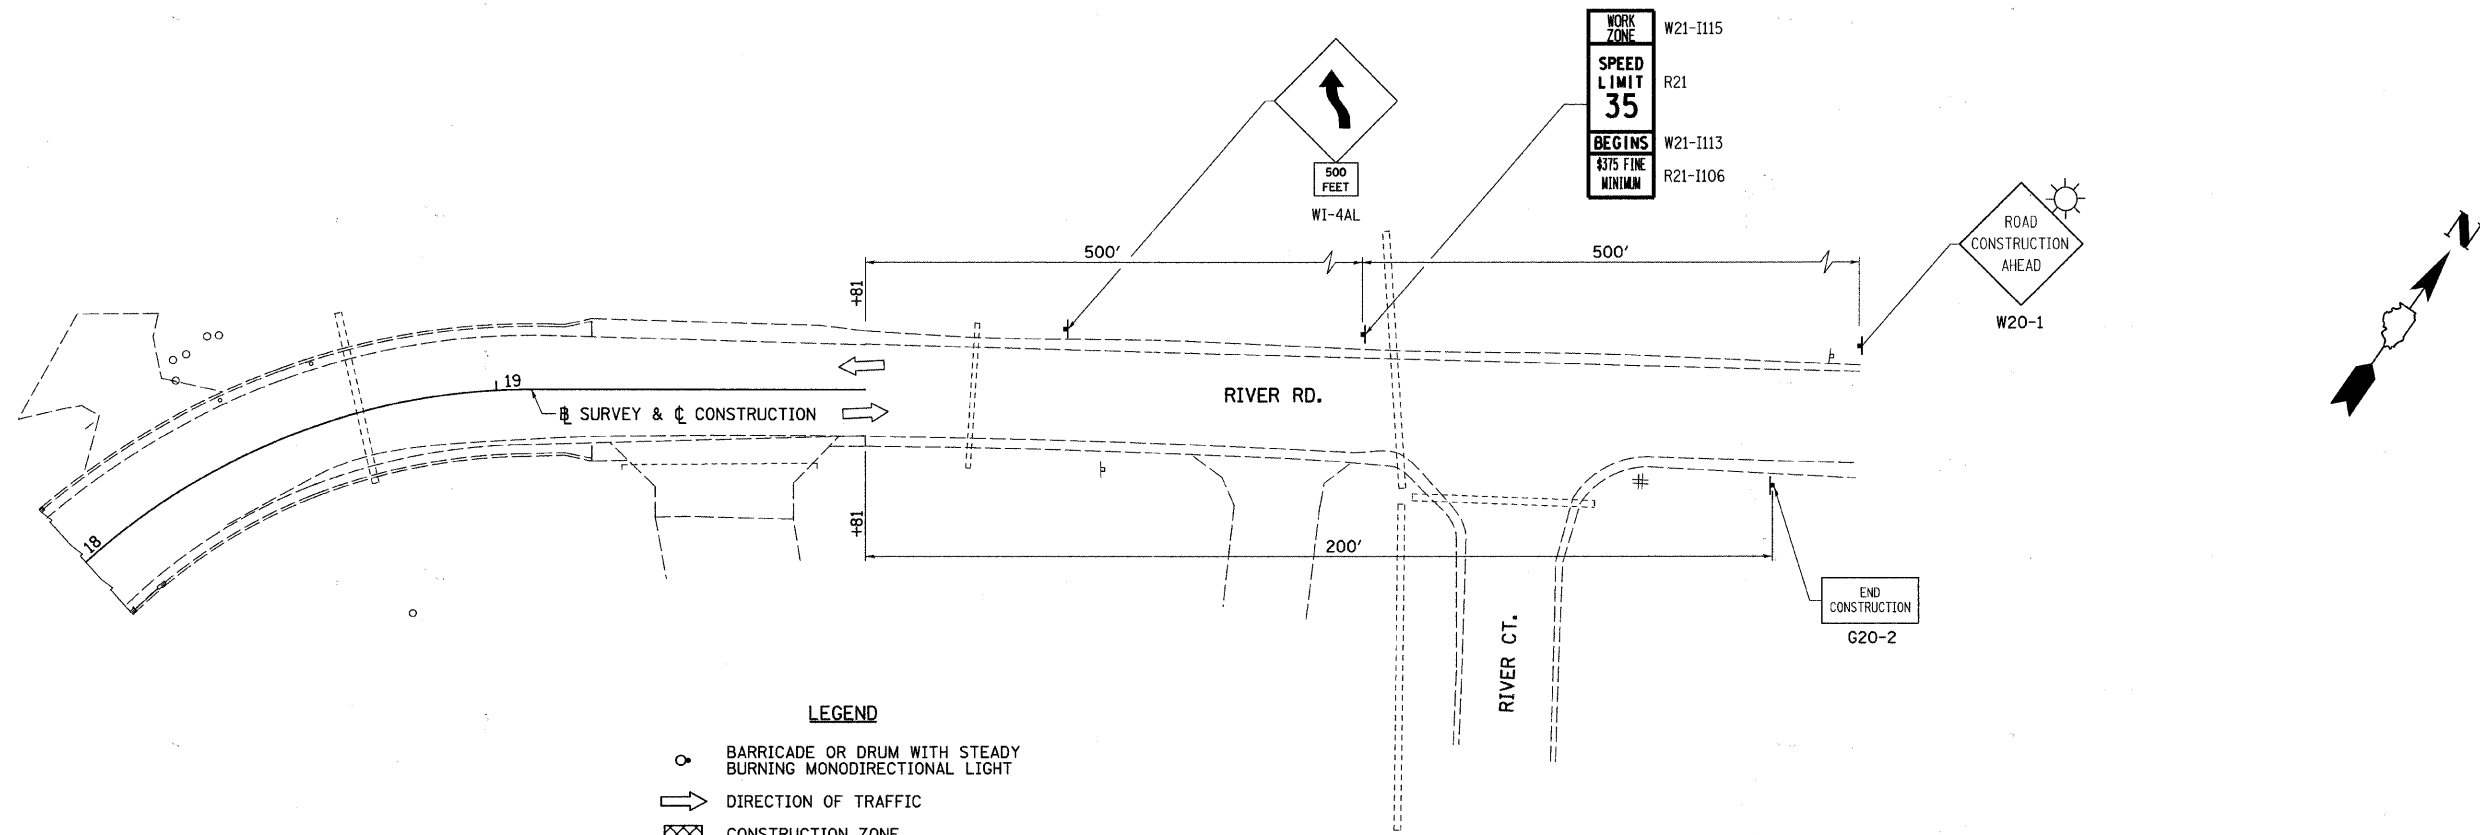 WORK
ZONE
W21-I115
SPEED
LIMIT
35
R21
BEGINS
W21-I113
$375 FINE
MINIMUM
R21-I106
500
FEET
WI-4AL
ROAD
CONSTRUCTION
AHEAD
W20-1
N
500'
500'
+81
19
RIVER RD.
BL SURVEY & CL CONSTRUCTION
18
+81
200'
END
CONSTRUCTION
G20-2
RIVER CT.
LEGEND
BARRICADE OR DRUM WITH STEADY
BURNING MONODIRECTIONAL LIGHT
DIRECTION OF TRAFFIC
CONSTRUCTION ZONE